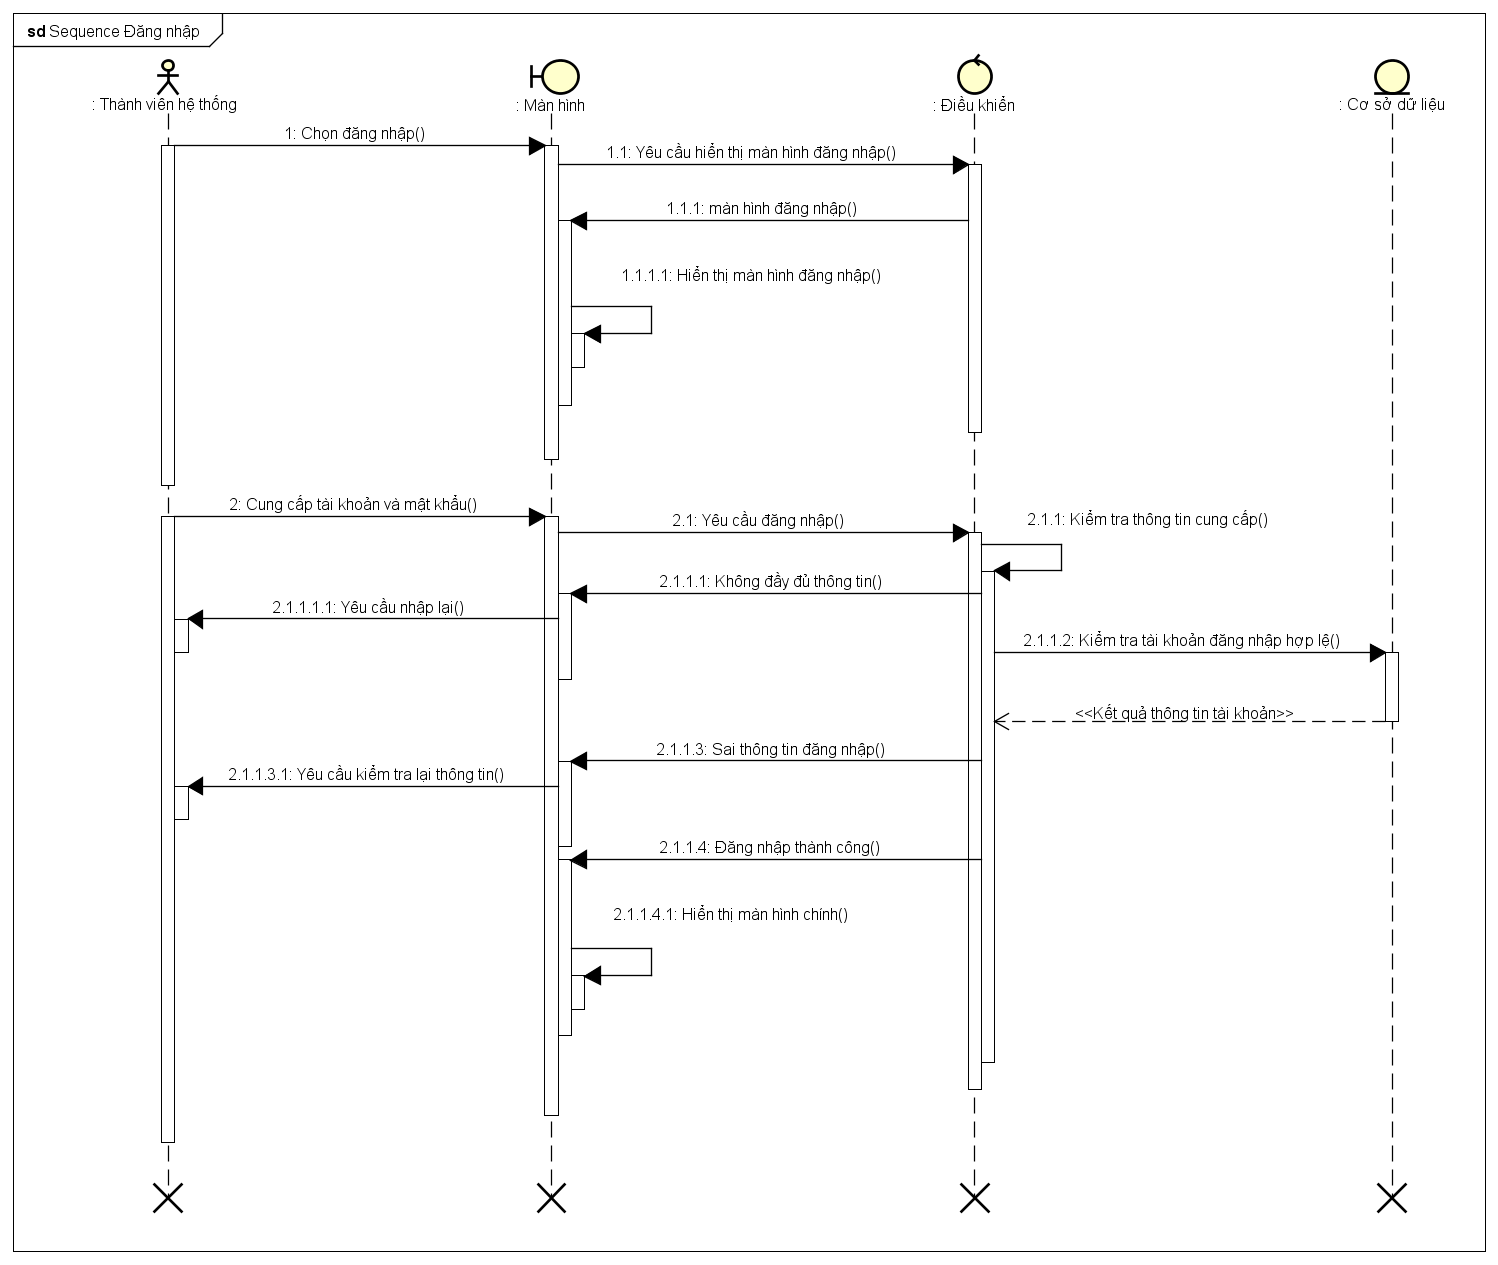 sd Sequence Đăng nhập
: Thành viên hệ thống
: Màn hình
: Điều khiển
: Cơ sở dữ liệu
1: Chọn đăng nhập()
1.1: Yêu cầu hiển thị màn hình đăng nhập()
1.1.1: màn hình đăng nhập()
1.1.1.1: Hiển thị màn hình đăng nhập()
2: Cung cấp tài khoản và mật khẩu()
2.1: Yêu cầu đăng nhập()
2.1.1: Kiểm tra thông tin cung cấp()
2.1.1.1: Không đầy đủ thông tin()
2.1.1.1.1: Yêu cầu nhập lại()
2.1.1.2: Kiểm tra tài khoản đăng nhập hợp lệ()
<<Kết quả thông tin tài khoản>>
2.1.1.3: Sai thông tin đăng nhập()
2.1.1.3.1: Yêu cầu kiểm tra lại thông tin()
2.1.1.4: Đăng nhập thành công()
2.1.1.4.1: Hiển thị màn hình chính()